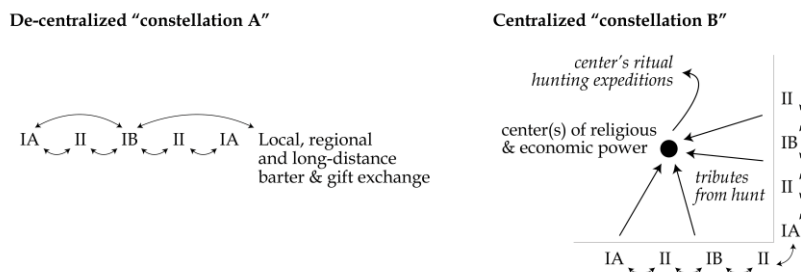 De-centralized “constellation A”
IA II IB II IA
Local, regional
and long-distance
barter & gift exchange
Centralized “constellation B”
center’s ritual
hunting expeditions
center(s) of religious
& economic power
tributes
from hunt
II
IB
II
IA
IA II IB II